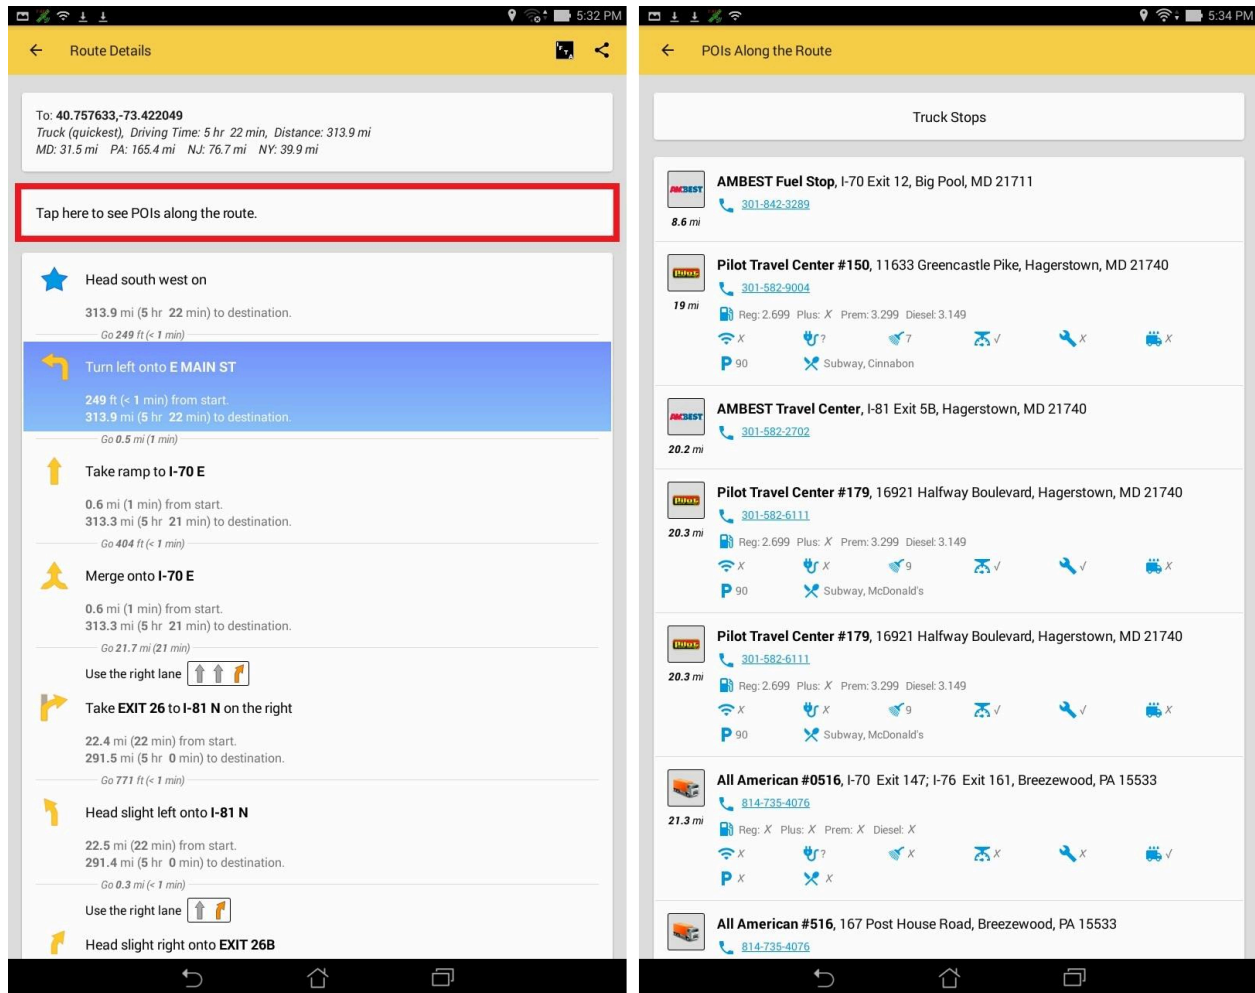 5:32 PM
Route Details
To: 40.757633,-73.422049
Truck (quickest), Driving Time: 5 hr 22 min, Distance: 313.9 mi
MD: 31.5 mi PA: 165.4 mi NJ: 76.7 mi NY: 39.9 mi
Tap here to see POIs along the route.
Head south west on
313.9 mi (5 hr 22 min) to destination.
Go 249 ft (< 1 min)
Turn left onto E MAIN ST
249 ft (< 1 min) from start.
313.9 mi (5 hr 22 min) to destination.
Go 0.5 mi (1 min)
Take ramp to I-70 E
0.6 mi (1 min) from start.
313.3 mi (5 hr 21 min) to destination.
Go 404 ft (< 1 min)
Merge onto I-70 E
0.6 mi (1 min) from start.
313.3 mi (5 hr 21 min) to destination.
Go 21.7 mi (21 min)
Use the right lane
Take EXIT 26 to I-81 N on the right
22.4 mi (22 min) from start.
291.5 mi (5 hr 0 min) to destination.
Go 771 ft (< 1 min)
Head slight left onto I-81 N
22.5 mi (22 min) from start.
291.4 mi (5 hr 0 min) to destination.
Go 0.3 mi (< 1 min)
Use the right lane
Head slight right onto EXIT 26B
5:34 PM
POIs Along the Route
Truck Stops
AMBEST
AMBEST Fuel Stop, I-70 Exit 12, Big Pool, MD 21711
301-842-3289
8.6 mi
PILOT
Pilot Travel Center #150, 11633 Greencastle Pike, Hagerstown, MD 21740
301-582-9004
19 mi
Reg: 2.699 Plus: X Prem: 3.299 Diesel: 3.149
X ? 7 √ X X
P 90 Subway, Cinnabon
AMBEST
AMBEST Travel Center, I-81 Exit 5B, Hagerstown, MD 21740
301-582-2702
20.2 mi
PILOT
Pilot Travel Center #179, 16921 Halfway Boulevard, Hagerstown, MD 21740
301-582-6111
20.3 mi
Reg: 2.699 Plus: X Prem: 3.299 Diesel: 3.149
X X 9 √ √ X
P 90 Subway, McDonald's
PILOT
Pilot Travel Center #179, 16921 Halfway Boulevard, Hagerstown, MD 21740
301-582-6111
20.3 mi
Reg: 2.699 Plus: X Prem: 3.299 Diesel: 3.149
X X 9 √ √ X
P 90 Subway, McDonald's
All American #0516, I-70 Exit 147; I-76 Exit 161, Breezewood, PA 15533
814-735-4076
21.3 mi
Reg: X Plus: X Prem: X Diesel: X
X ? X X X √
P X X
All American #516, 167 Post House Road, Breezewood, PA 15533
814-735-4076